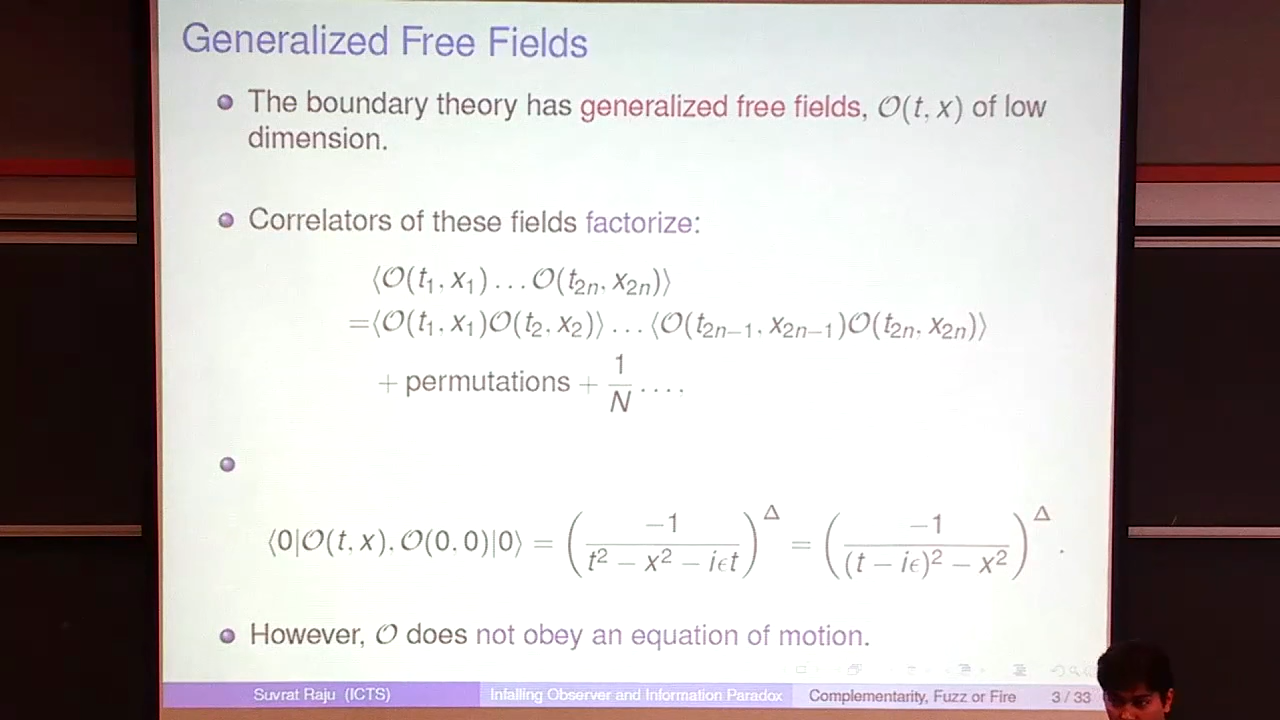 Generalized Free Fields
The boundary theory has generalized free fields, 𝒪(t, x) of low
dimension.
Correlators of these fields factorize:
⟨𝒪(t₁, x₁) … 𝒪(t₂ₙ, x₂ₙ)⟩
=⟨𝒪(t₁, x₁)𝒪(t₂, x₂)⟩ … ⟨𝒪(t₂ₙ₋₁, x₂ₙ₋₁)𝒪(t₂ₙ, x₂ₙ)⟩
+ permutations + 1/N ….
⟨0|𝒪(t, x), 𝒪(0, 0)|0⟩ = (−1/(t² − x² − iϵt))^Δ = (−1/((t − iϵ)² − x²))^Δ .
However, 𝒪 does not obey an equation of motion.
Suvrat Raju (ICTS) Infalling Observer and Information Paradox Complementarity, Fuzz or Fire 3 / 33